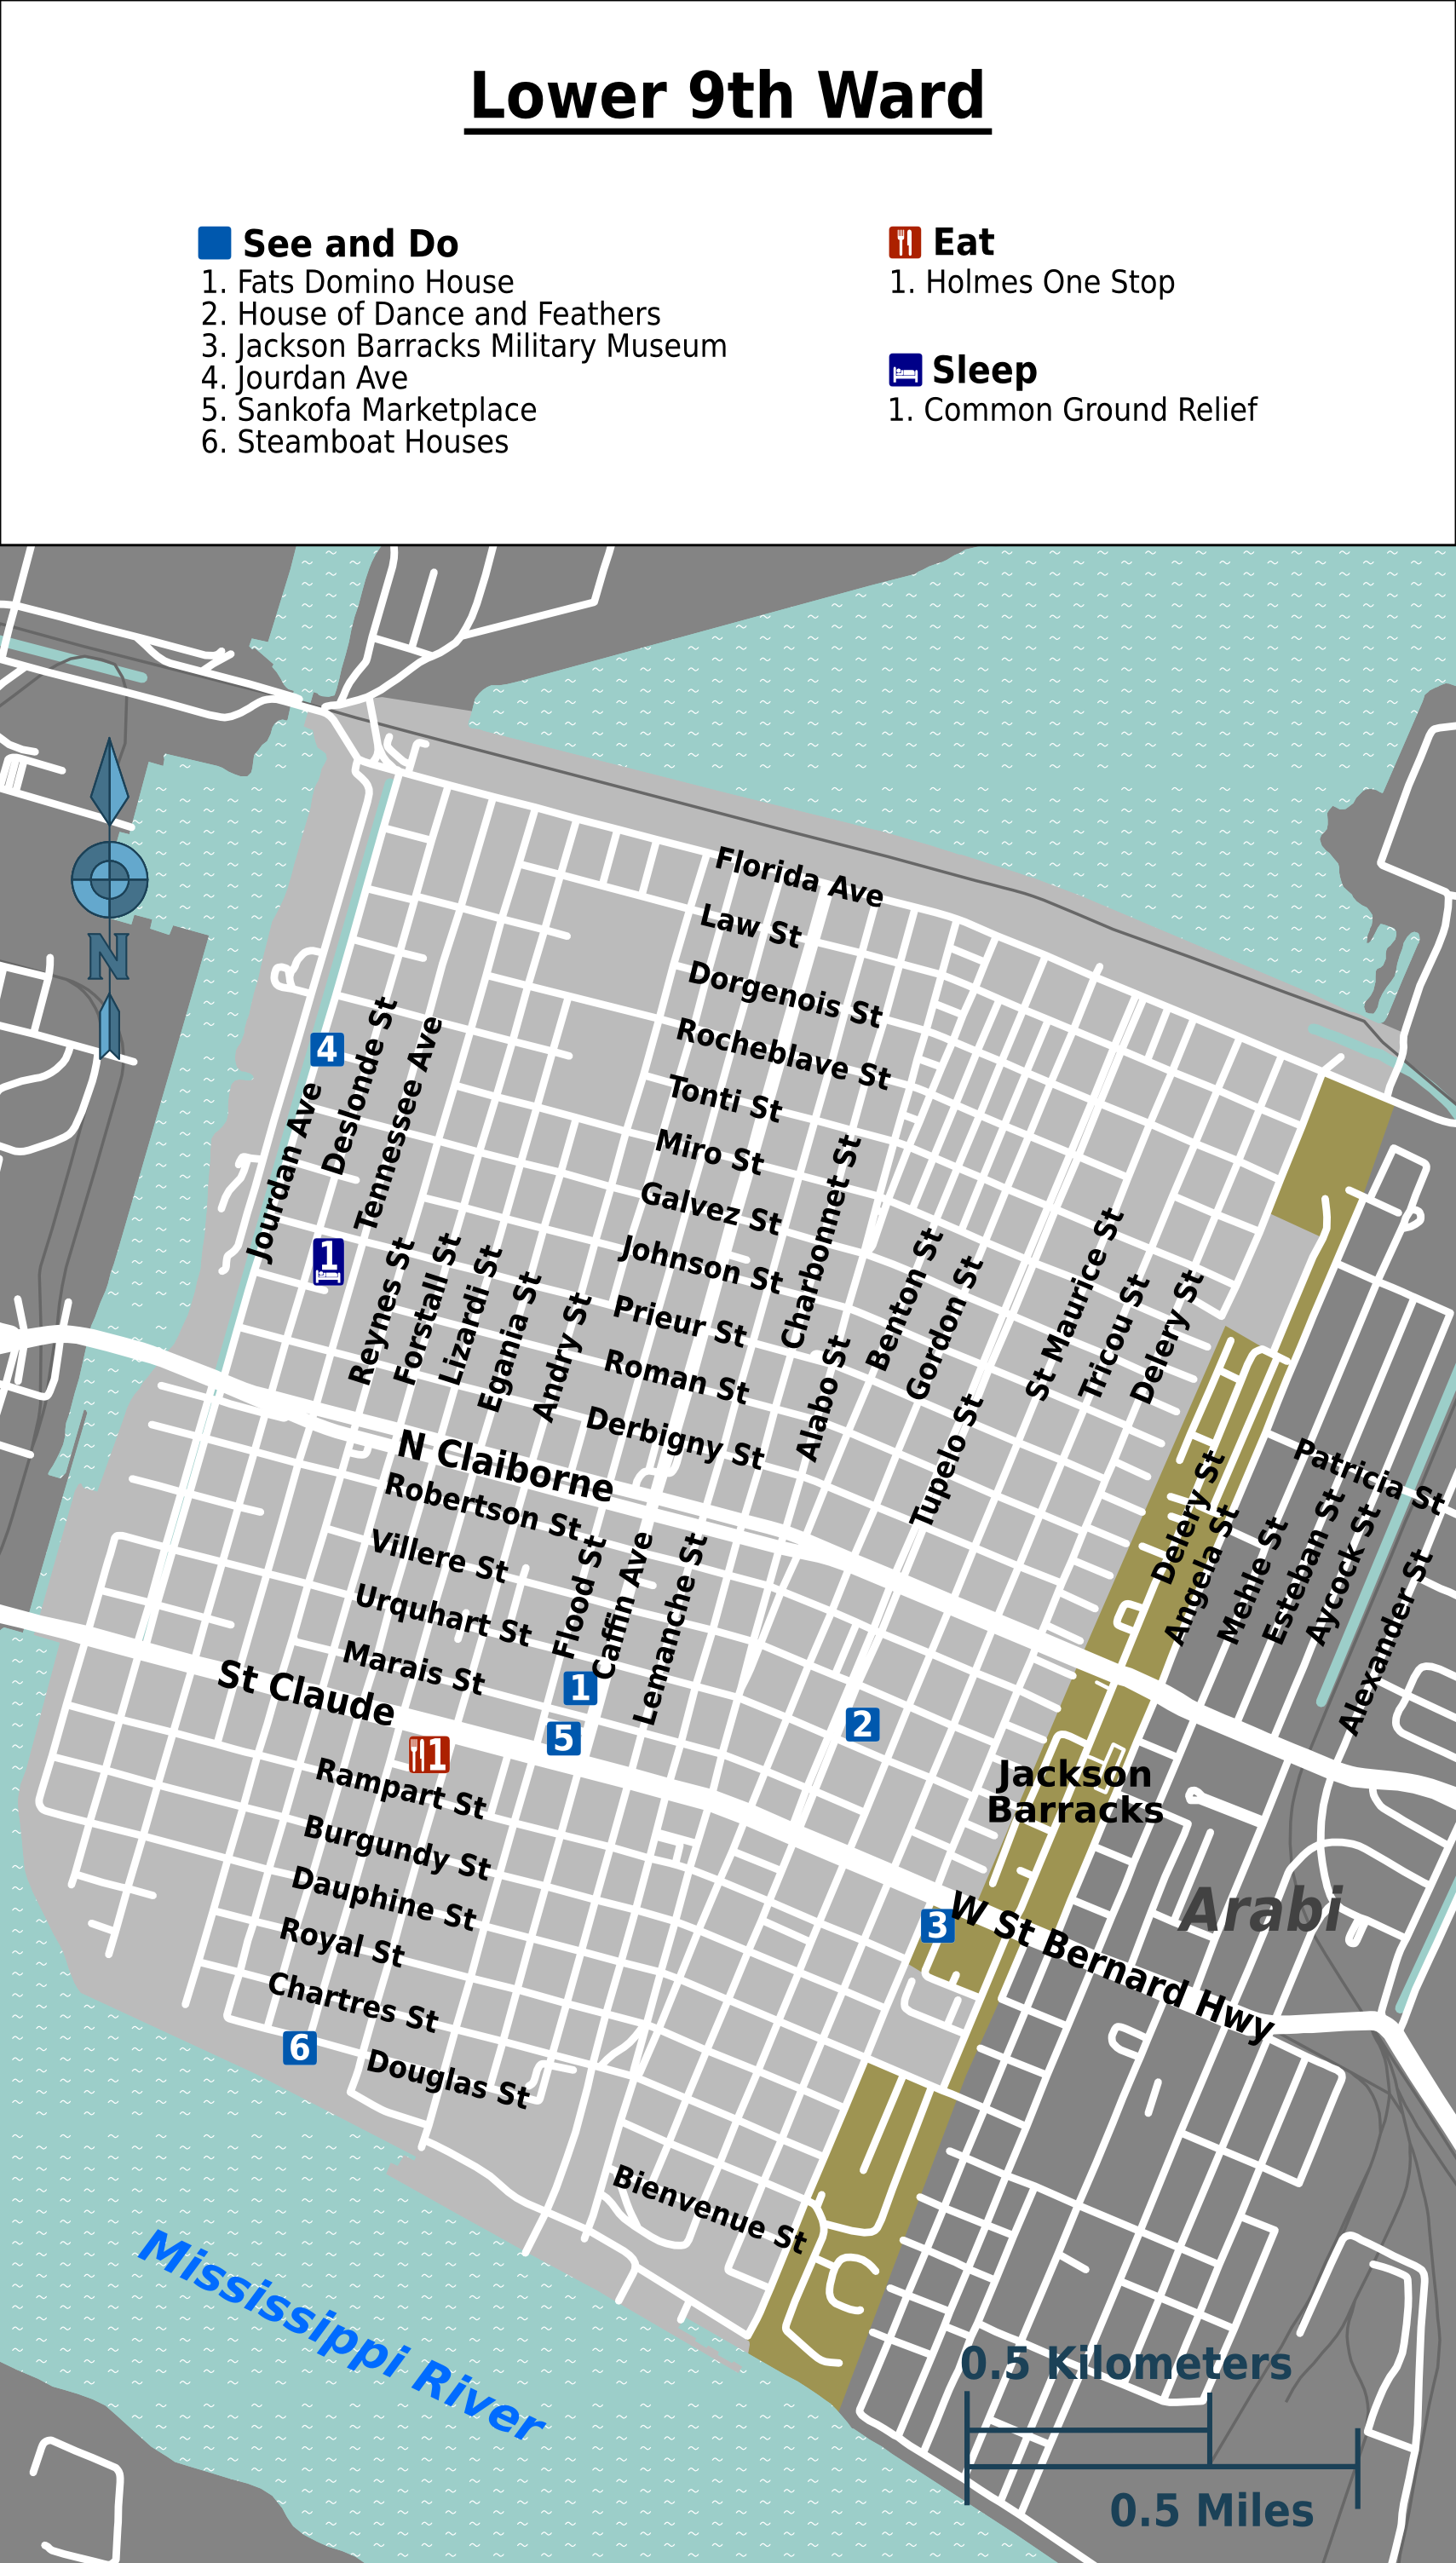 Lower 9th Ward
See and Do
1. Fats Domino House
2. House of Dance and Feathers
3. Jackson Barracks Military Museum
4. Jourdan Ave
5. Sankofa Marketplace
6. Steamboat Houses
Eat
1. Holmes One Stop
Sleep
1. Common Ground Relief
Florida Ave
Law St
N
Dorgenois St
Rocheblave St
4
Deslonde St
Tennessee Ave
Jourdan Ave
Tonti St
Miro St
Galvez St
Johnson St
Charbonnet St
1
Reynes St
Forstall St
Lizardi St
Egania St
Andry St
Prieur St
Roman St
Derbigny St
Alabo St
Benton St
Gordon St
Tupelo St
St Maurice St
Tricou St
Delery St
N Claiborne
Robertson St
Villere St
Urquhart St
Marais St
Flood St
Caffin Ave
Lemanche St
Delery St
Angela St
Mehle St
Esteban St
Aycock St
Patricia St
Alexander St
St Claude
1
5
2
1
Rampart St
Burgundy St
Dauphine St
Royal St
Chartres St
6
Douglas St
Jackson
Barracks
3
W St Bernard Hwy
Arabi
Bienvenue St
Mississippi River
0.5 Kilometers
0.5 Miles